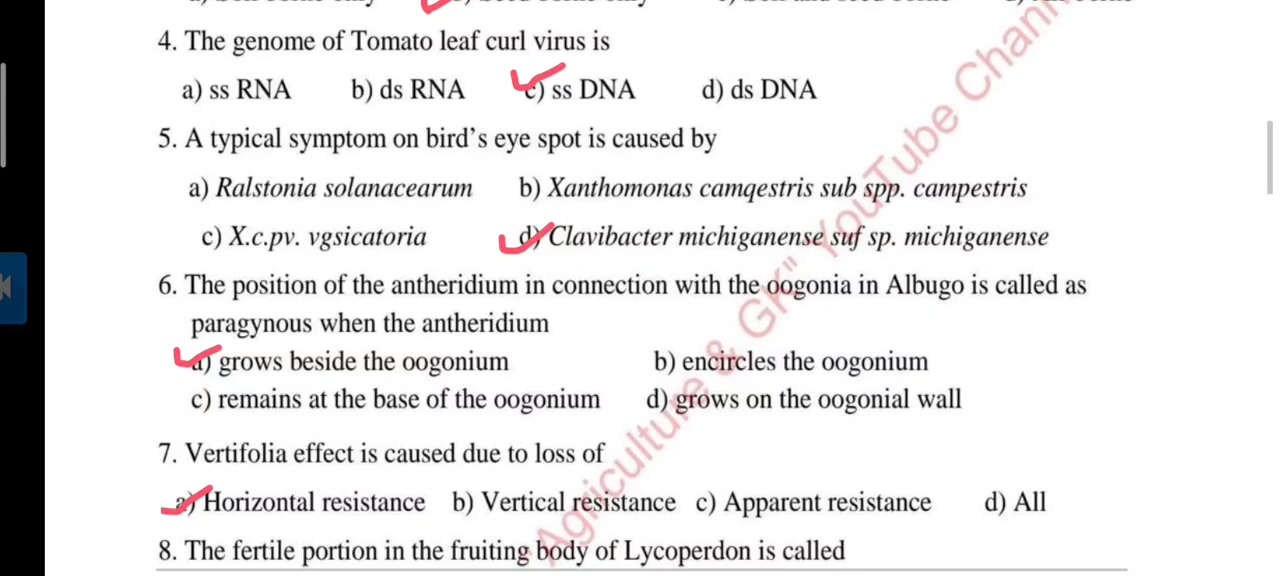 4. The genome of Tomato leaf curl virus is
a) ss RNA b) ds RNA c) ss DNA d) ds DNA
5. A typical symptom on bird's eye spot is caused by
a) Ralstonia solanacearum b) Xanthomonas camqestris sub spp. campestris
c) X.c.pv. vgsicatoria d) Clavibacter michiganense suf sp. michiganense
6. The position of the antheridium in connection with the oogonia in Albugo is called as
paragynous when the antheridium
a) grows beside the oogonium b) encircles the oogonium
c) remains at the base of the oogonium d) grows on the oogonial wall
7. Vertifolia effect is caused due to loss of
a) Horizontal resistance b) Vertical resistance c) Apparent resistance d) All
8. The fertile portion in the fruiting body of Lycoperdon is called
Agriculture & GK" YouTube Chann